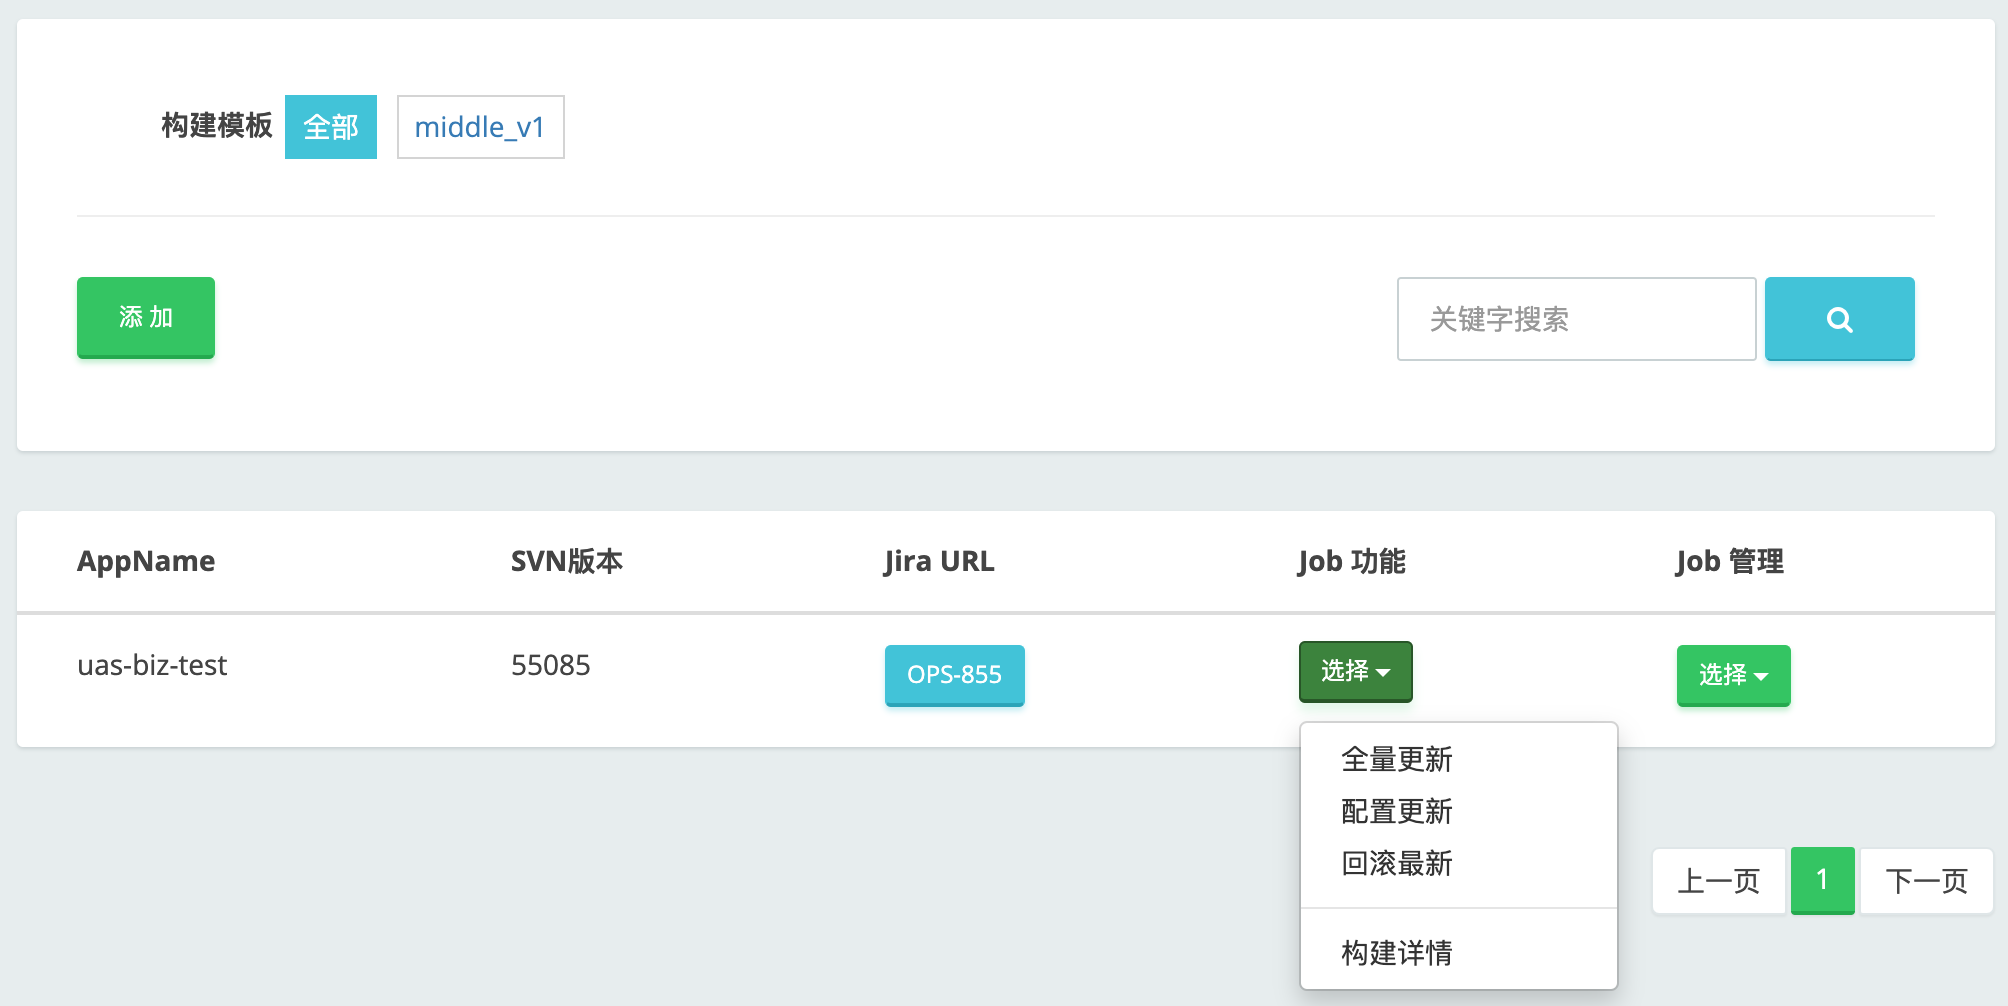 构建模板 全部 middle_v1
添 加 关键字搜索
AppName SVN版本 Jira URL Job 功能 Job 管理
uas-biz-test 55085 OPS-855 选择 选择
全量更新
配置更新
回滚最新
构建详情
上一页 1 下一页